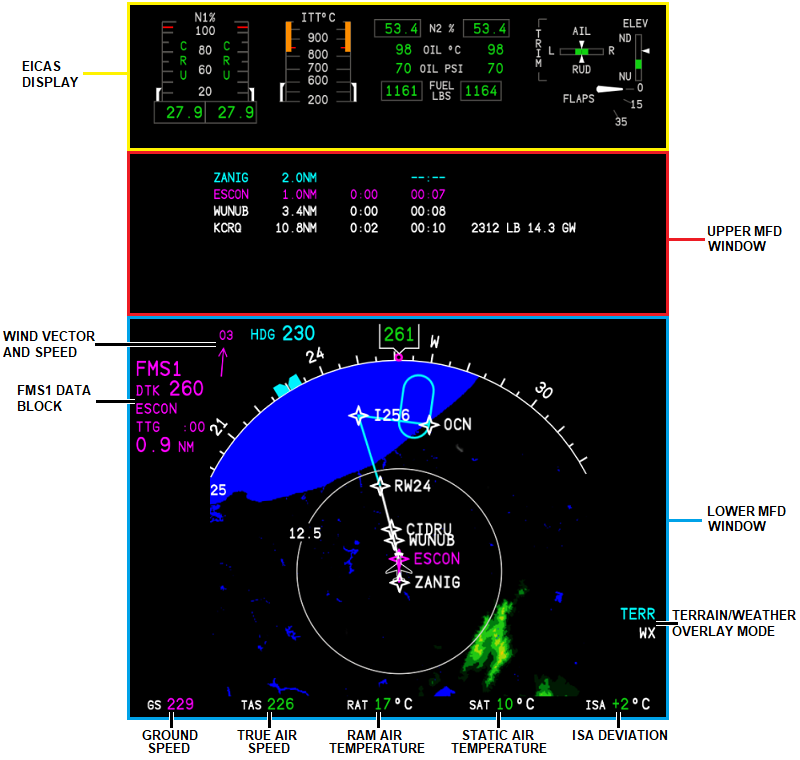 N1%
ITT°C
53.4 N2 % 53.4
98 OIL °C 98
70 OIL PSI 70
1161 FUEL LBS 1164
100
80
60
20
C R U
C R U
27.9 27.9
900
800
700
600
200
TRIM
AIL
L R
RUD
ELEV
ND
NU
FLAPS
0
15
35
EICAS
DISPLAY
ZANIG 2.0NM --:--
ESCON 1.0NM 0:00 00:07
WUNUB 3.4NM 0:00 00:08
KCRQ 10.8NM 0:02 00:10 2312 LB 14.3 GW
UPPER MFD
WINDOW
WIND VECTOR
AND SPEED
03
HDG 230
261
FMS1
DTK 260
ESCON
TTG :00
0.9 NM
FMS1 DATA
BLOCK
21
24
W
30
I256
OCN
25
RW24
12.5
CIDRU
WUNUB
ESCON
ZANIG
LOWER MFD
WINDOW
TERR
WX
TERRAIN/WEATHER
OVERLAY MODE
GS 229
TAS 226
RAT 17°C
SAT 10°C
ISA +2°C
GROUND
SPEED
TRUE AIR
SPEED
RAM AIR
TEMPERATURE
STATIC AIR
TEMPERATURE
ISA DEVIATION